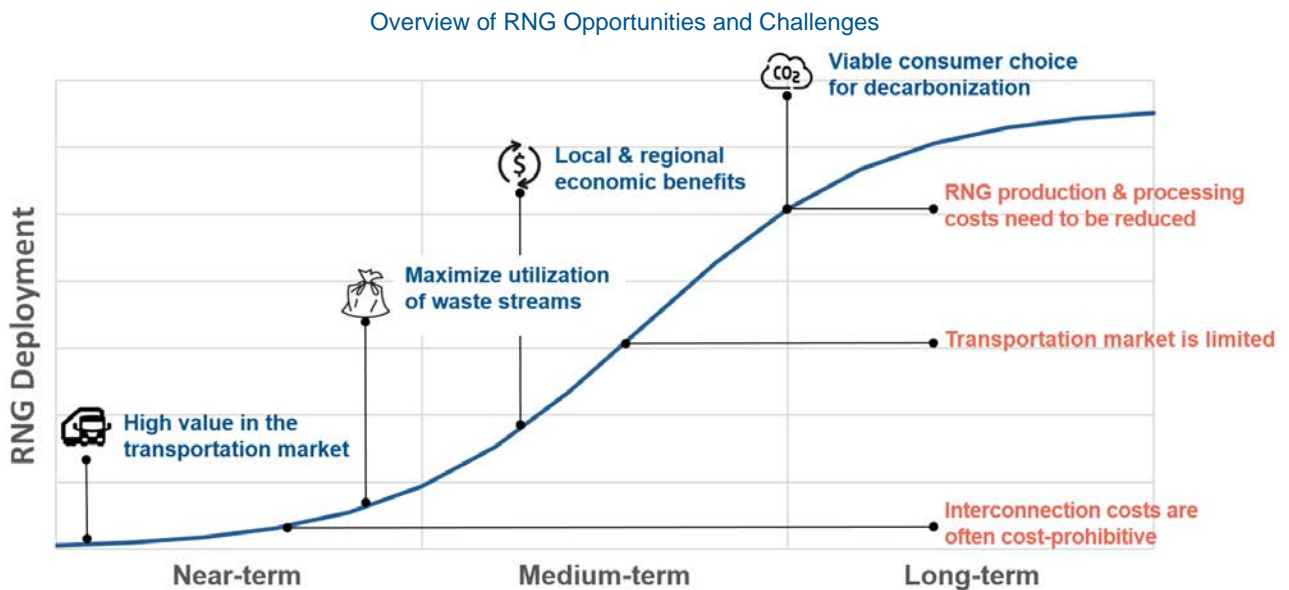 Overview of RNG Opportunities and Challenges
CO2
Viable consumer choice
for decarbonization
$
Local & regional
economic benefits
RNG production & processing
costs need to be reduced
Maximize utilization
of waste streams
Transportation market is limited
High value in the
transportation market
Interconnection costs are
often cost-prohibitive
RNG Deployment
Near-term
Medium-term
Long-term